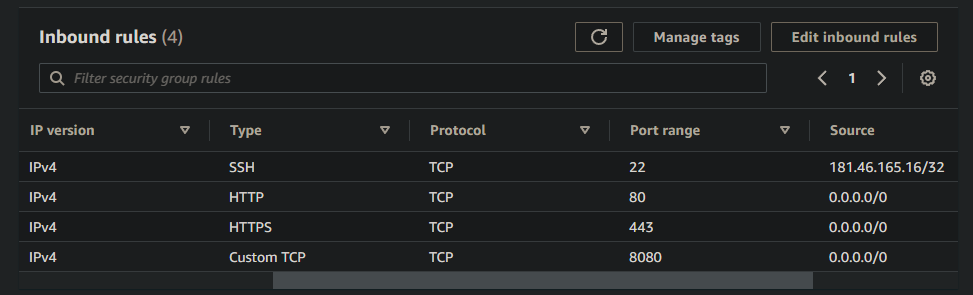 Inbound rules (4)
Manage tags
Edit inbound rules
Filter security group rules
1
IP version Type Protocol Port range Source
IPv4 SSH TCP 22 181.46.165.16/32
IPv4 HTTP TCP 80 0.0.0.0/0
IPv4 HTTPS TCP 443 0.0.0.0/0
IPv4 Custom TCP TCP 8080 0.0.0.0/0